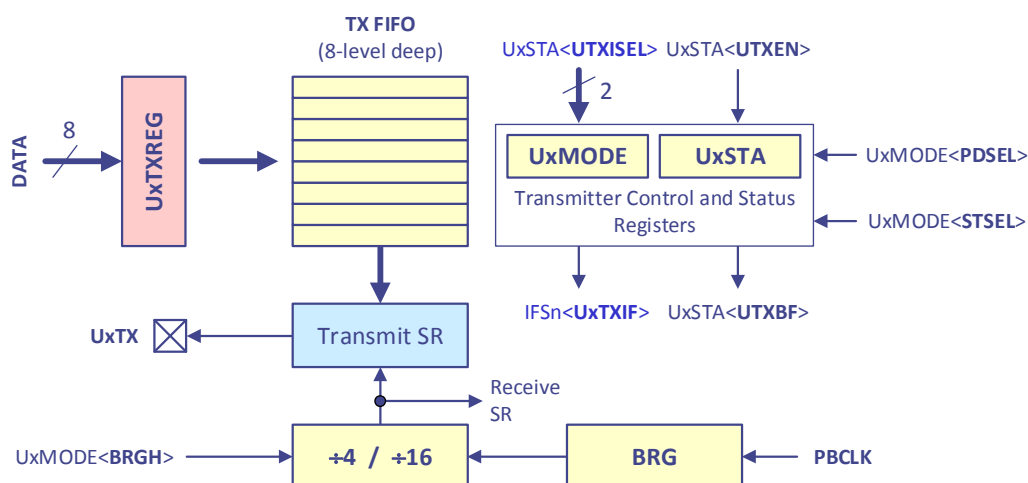 TX FIFO
(8-level deep)
UxSTA<UTXISEL>
UxSTA<UTXEN>
2
8
DATA
UxTXREG
UxMODE
UxSTA
Transmitter Control and Status
Registers
UxMODE<PDSEL>
UxMODE<STSEL>
IFSn<UxTXIF>
UxSTA<UTXBF>
UxTX
Transmit SR
Receive
SR
UxMODE<BRGH>
÷4 / ÷16
BRG
PBCLK